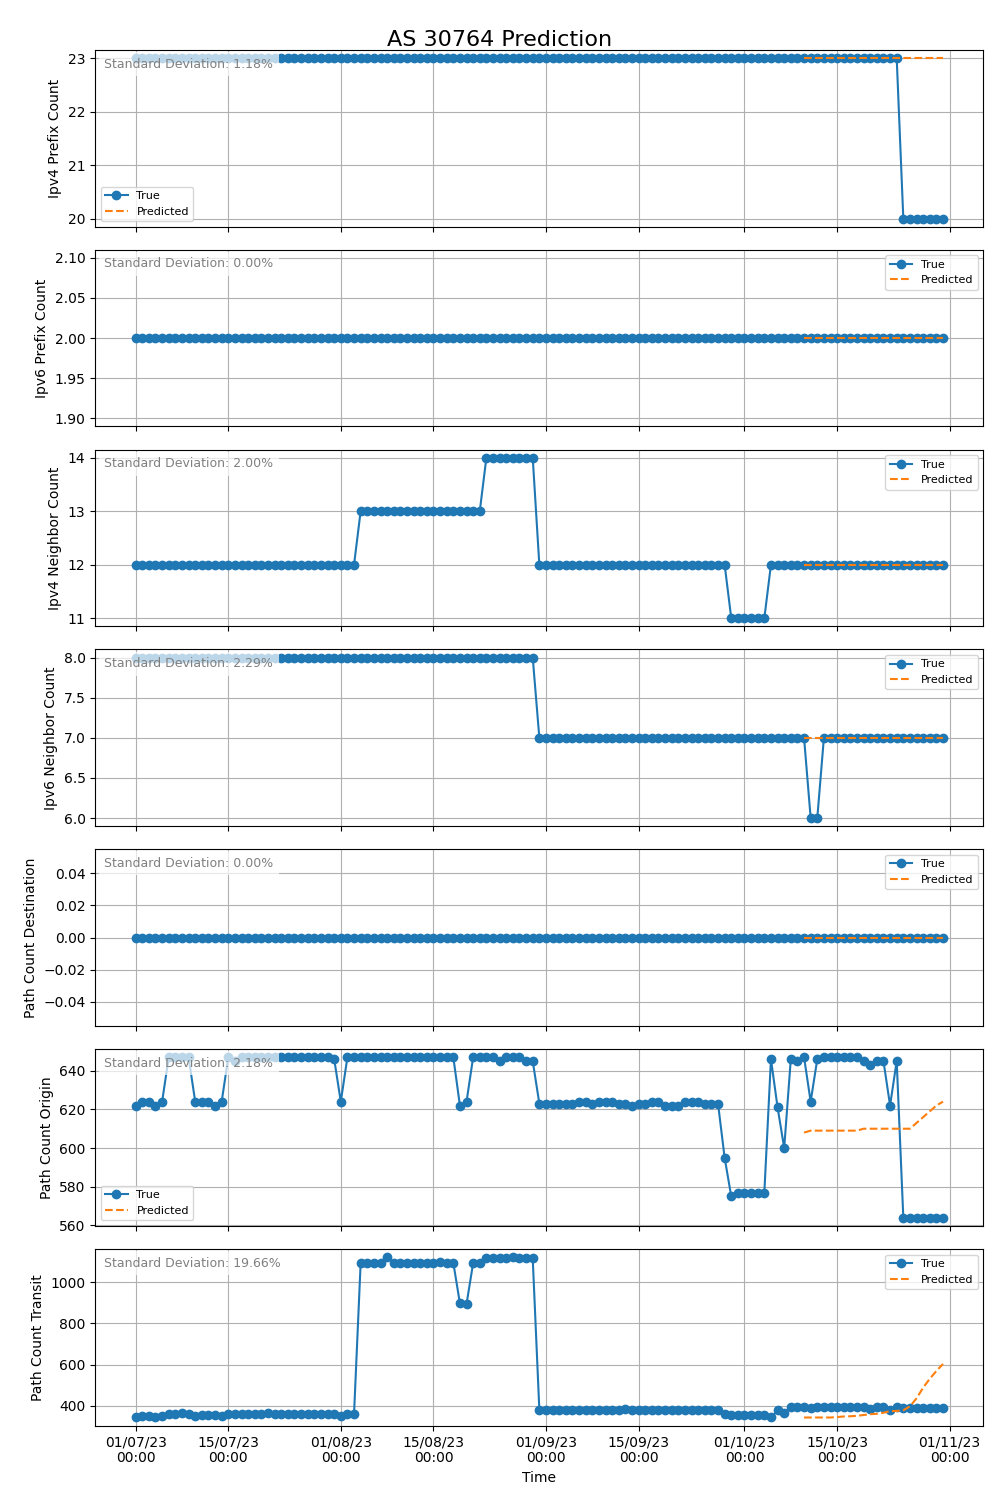 AS 30764 Prediction
Ipv4 Prefix Count
23
22
21
20
Standard Deviation: 1.18%
True
Predicted
Ipv6 Prefix Count
2.10
2.05
2.00
1.95
1.90
Standard Deviation: 0.00%
True
Predicted
Ipv4 Neighbor Count
14
13
12
11
Standard Deviation: 2.00%
True
Predicted
Ipv6 Neighbor Count
8.0
7.5
7.0
6.5
6.0
Standard Deviation: 2.29%
True
Predicted
Path Count Destination
0.04
0.02
0.00
−0.02
−0.04
Standard Deviation: 0.00%
True
Predicted
Path Count Origin
640
620
600
580
560
Standard Deviation: 2.18%
True
Predicted
Path Count Transit
1000
800
600
400
Standard Deviation: 19.66%
True
Predicted
01/07/23 15/07/23 01/08/23 15/08/23 01/09/23 15/09/23 01/10/23 15/10/23 01/11/23
00:00 00:00 00:00 00:00 00:00 00:00 00:00 00:00 00:00
Time